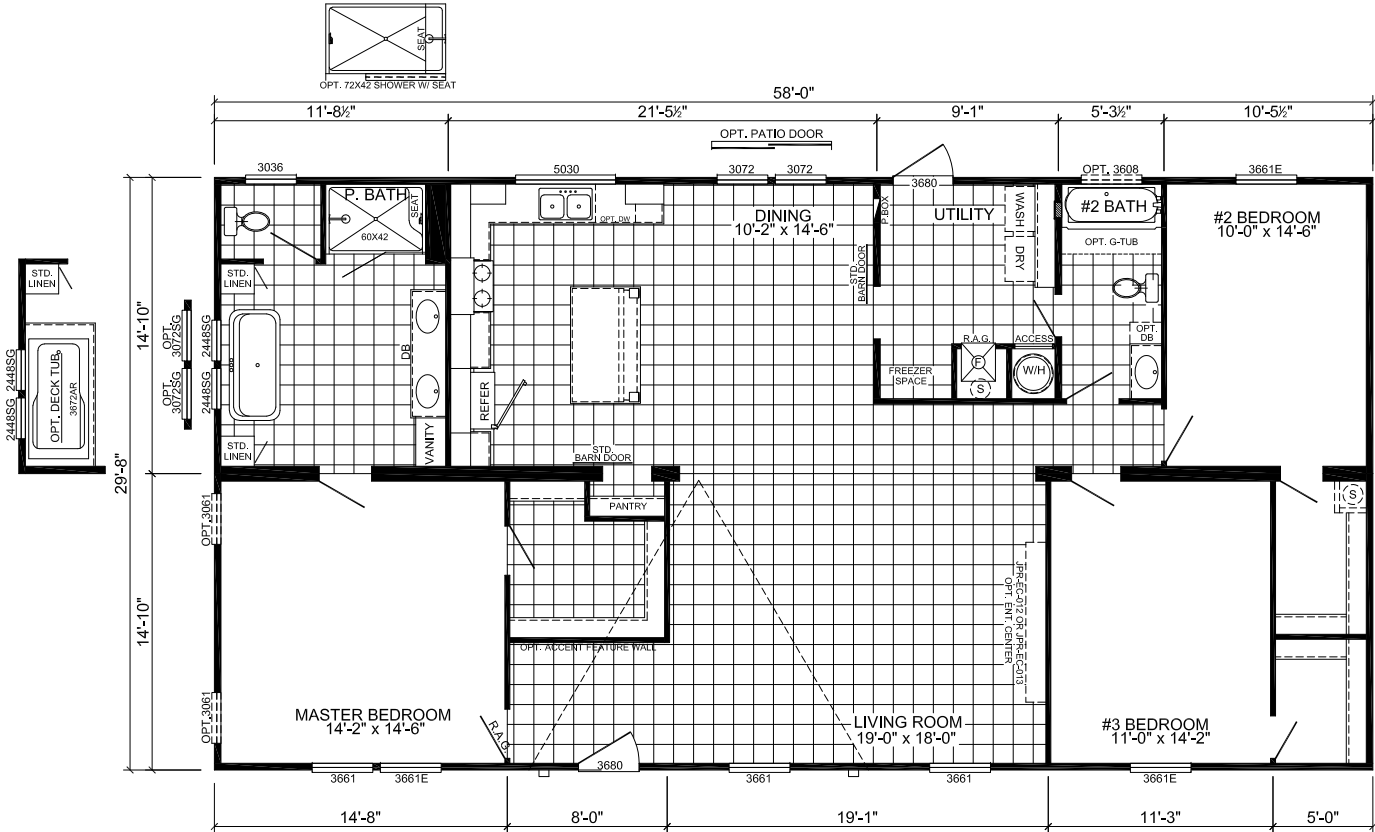 SEAT
OPT. 72X42 SHOWER W/ SEAT
58'-0"
11'-8½"
21'-5½"
9'-1"
5'-3½"
10'-5½"
OPT. PATIO DOOR
3036
5030
3072
3072
3680
OPT. 3608
3661E
P. BATH
SEAT
60X42
OPT. DW
DINING
10'-2" x 14'-6"
P.BOX
UTILITY
WASH
DRY
#2 BATH
OPT. G-TUB
#2 BEDROOM
10'-0" x 14'-6"
STD.
LINEN
STD.
LINEN
STD.
BARN DOOR
14'-10"
OPT.
3072SG
OPT.
3072SG
2448SG
2448SG
2448SG
2448SG
OPT. DECK TUB
3672AR
DB
R.A.G.
F
S
ACCESS
W/H
OPT.
DB
FREEZER
SPACE
REFER
VANITY
STD.
LINEN
STD.
BARN DOOR
29'-8"
PANTRY
S
OPT.3061
JPR-EC-012 OR JPR-EC-013
OPT. ENT. CENTER
14'-10"
OPT. ACCENT FEATURE WALL
OPT.3061
MASTER BEDROOM
14'-2" x 14'-6"
R.A.G.
LIVING ROOM
19'-0" x 18'-0"
#3 BEDROOM
11'-0" x 14'-2"
3661
3661E
3680
3661
3661
3661E
14'-8"
8'-0"
19'-1"
11'-3"
5'-0"